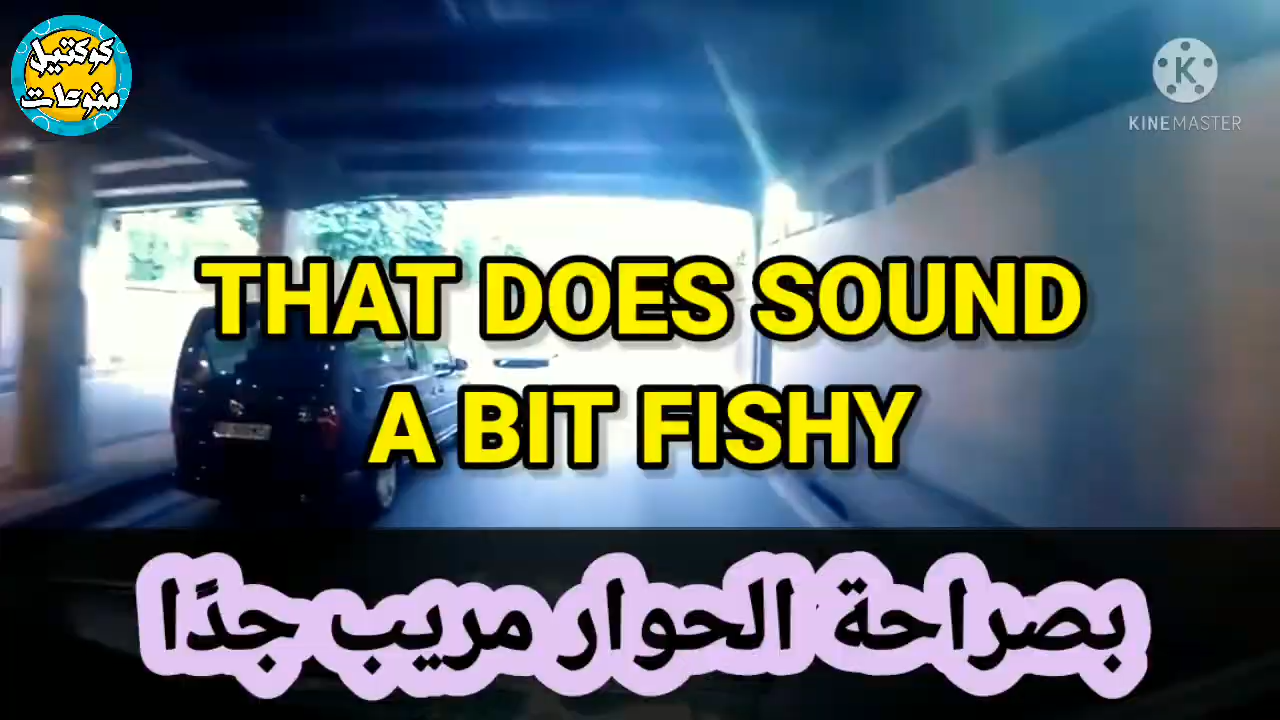 كوكتيل
منوعات
K
KINEMASTER
THAT DOES SOUND
A BIT FISHY
بصراحة الحوار مريب جدًا